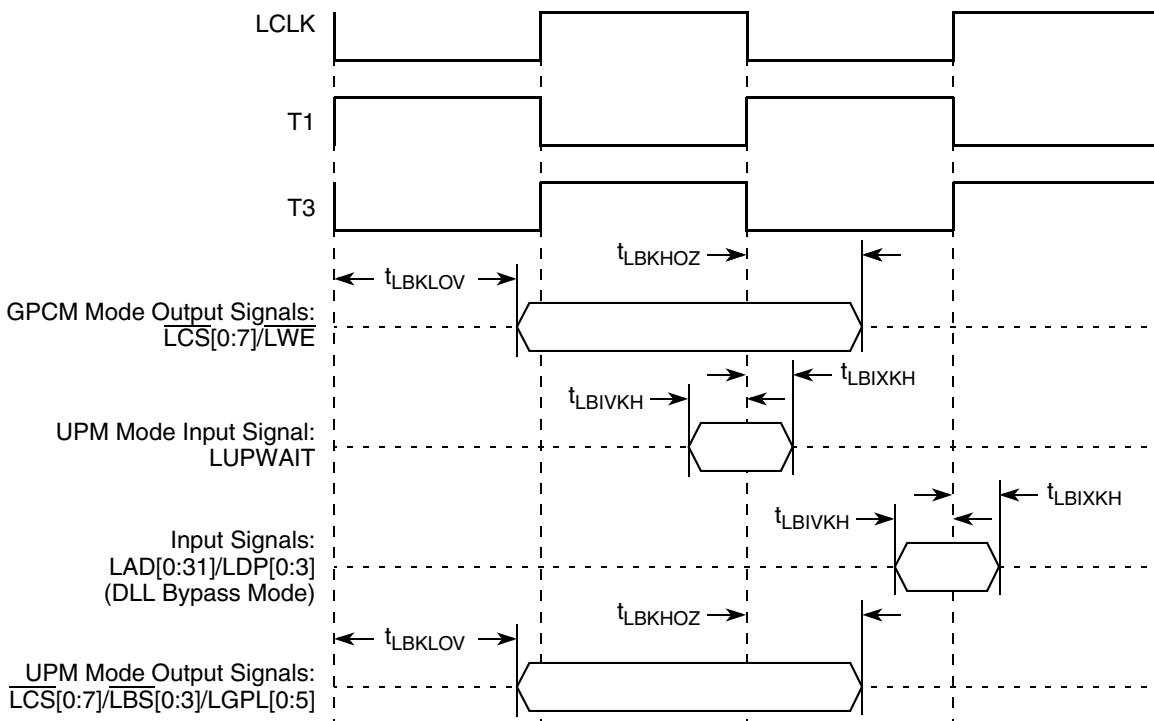 LCLK
T1
T3
tLBKHOZ
tLBKLOV
GPCM Mode Output Signals:
LCS[0:7]/LWE
tLBIXKH
tLBIVKH
UPM Mode Input Signal:
LUPWAIT
tLBIXKH
tLBIVKH
Input Signals:
LAD[0:31]/LDP[0:3]
(DLL Bypass Mode)
tLBKHOZ
tLBKLOV
UPM Mode Output Signals:
LCS[0:7]/LBS[0:3]/LGPL[0:5]